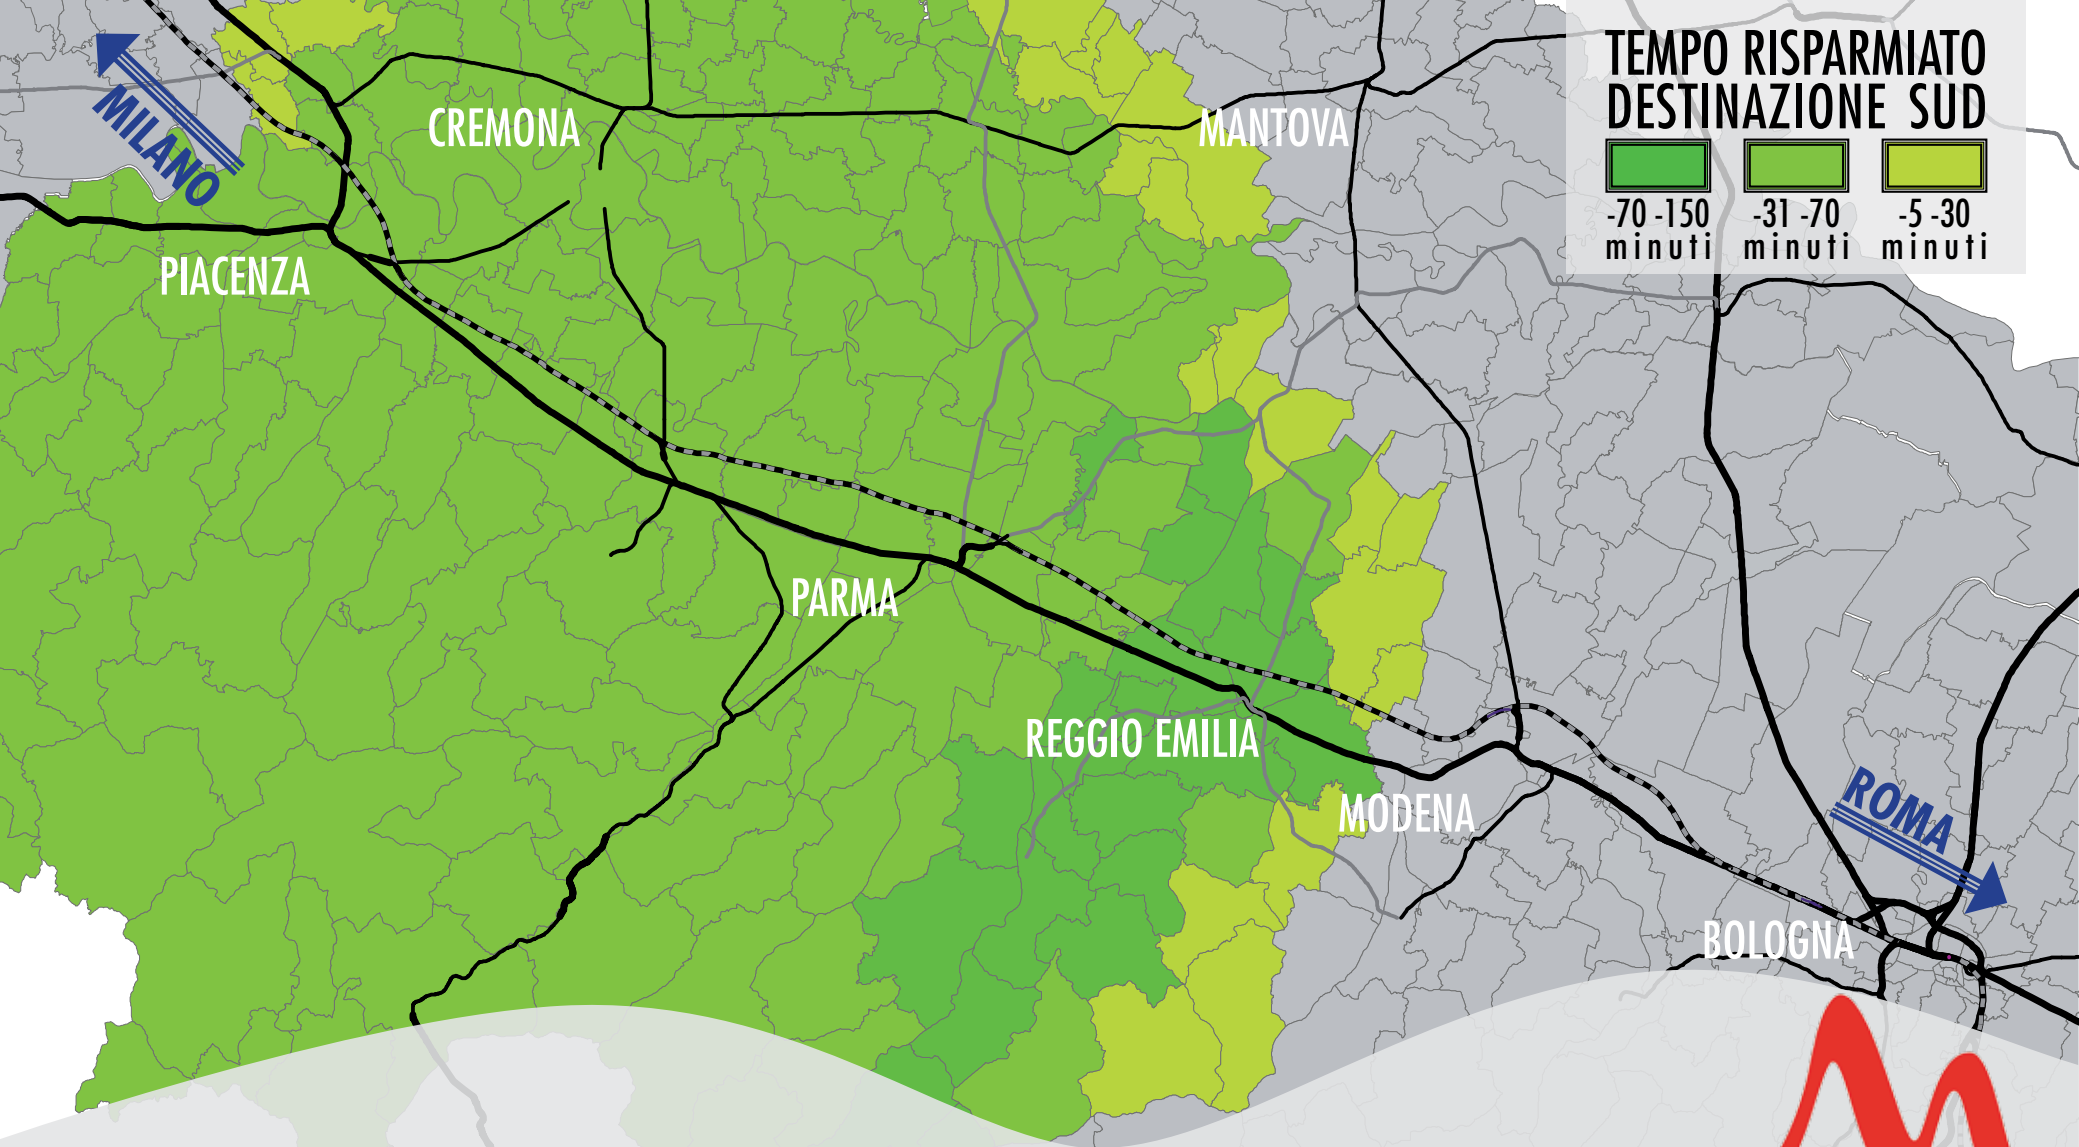 TEMPO RISPARMIATO
DESTINAZIONE SUD
-70 -150 minuti
-31 -70 minuti
-5 -30 minuti
MILANO
CREMONA
MANTOVA
PIACENZA
PARMA
REGGIO EMILIA
MODENA
ROMA
BOLOGNA